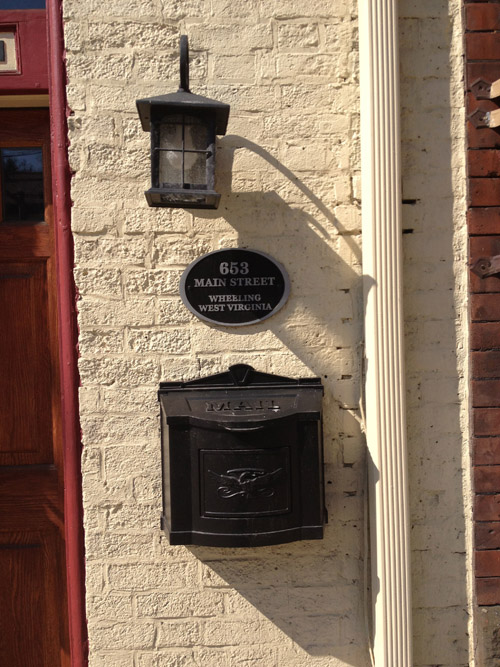 653
MAIN STREET
WHEELING
WEST VIRGINIA
MAIL